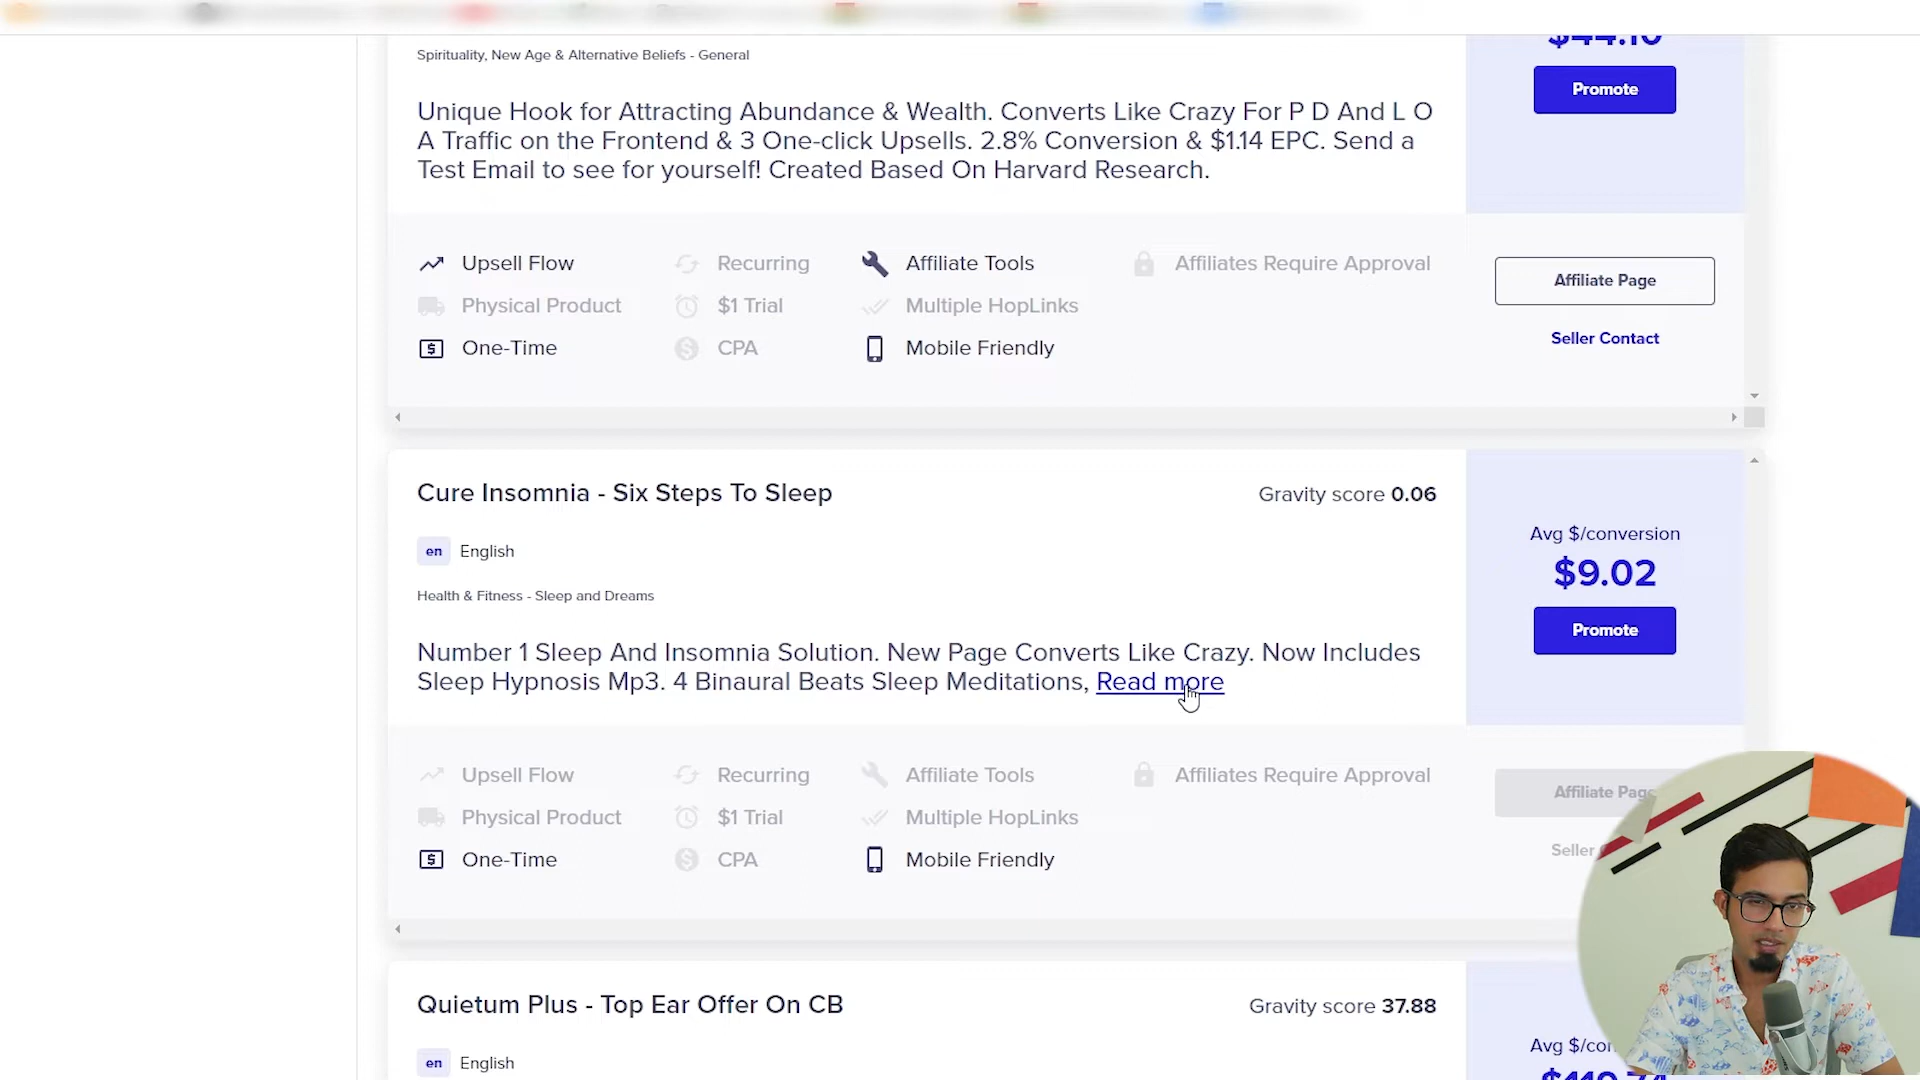 Spirituality, New Age & Alternative Beliefs - General
Unique Hook for Attracting Abundance & Wealth. Converts Like Crazy For P D And L O
A Traffic on the Frontend & 3 One-click Upsells. 2.8% Conversion & $1.14 EPC. Send a
Test Email to see for yourself! Created Based On Harvard Research.
Promote
Upsell Flow
Recurring
Affiliate Tools
Affiliates Require Approval
Physical Product
$1 Trial
Multiple HopLinks
One-Time
CPA
Mobile Friendly
Affiliate Page
Seller Contact
Cure Insomnia - Six Steps To Sleep
Gravity score 0.06
en English
Health & Fitness - Sleep and Dreams
Number 1 Sleep And Insomnia Solution. New Page Converts Like Crazy. Now Includes
Sleep Hypnosis Mp3. 4 Binaural Beats Sleep Meditations, Read more
Avg $/conversion
$9.02
Promote
Upsell Flow
Recurring
Affiliate Tools
Affiliates Require Approval
Physical Product
$1 Trial
Multiple HopLinks
One-Time
CPA
Mobile Friendly
Affiliate Page
Seller
Quietum Plus - Top Ear Offer On CB
Gravity score 37.88
en English
Avg $/con